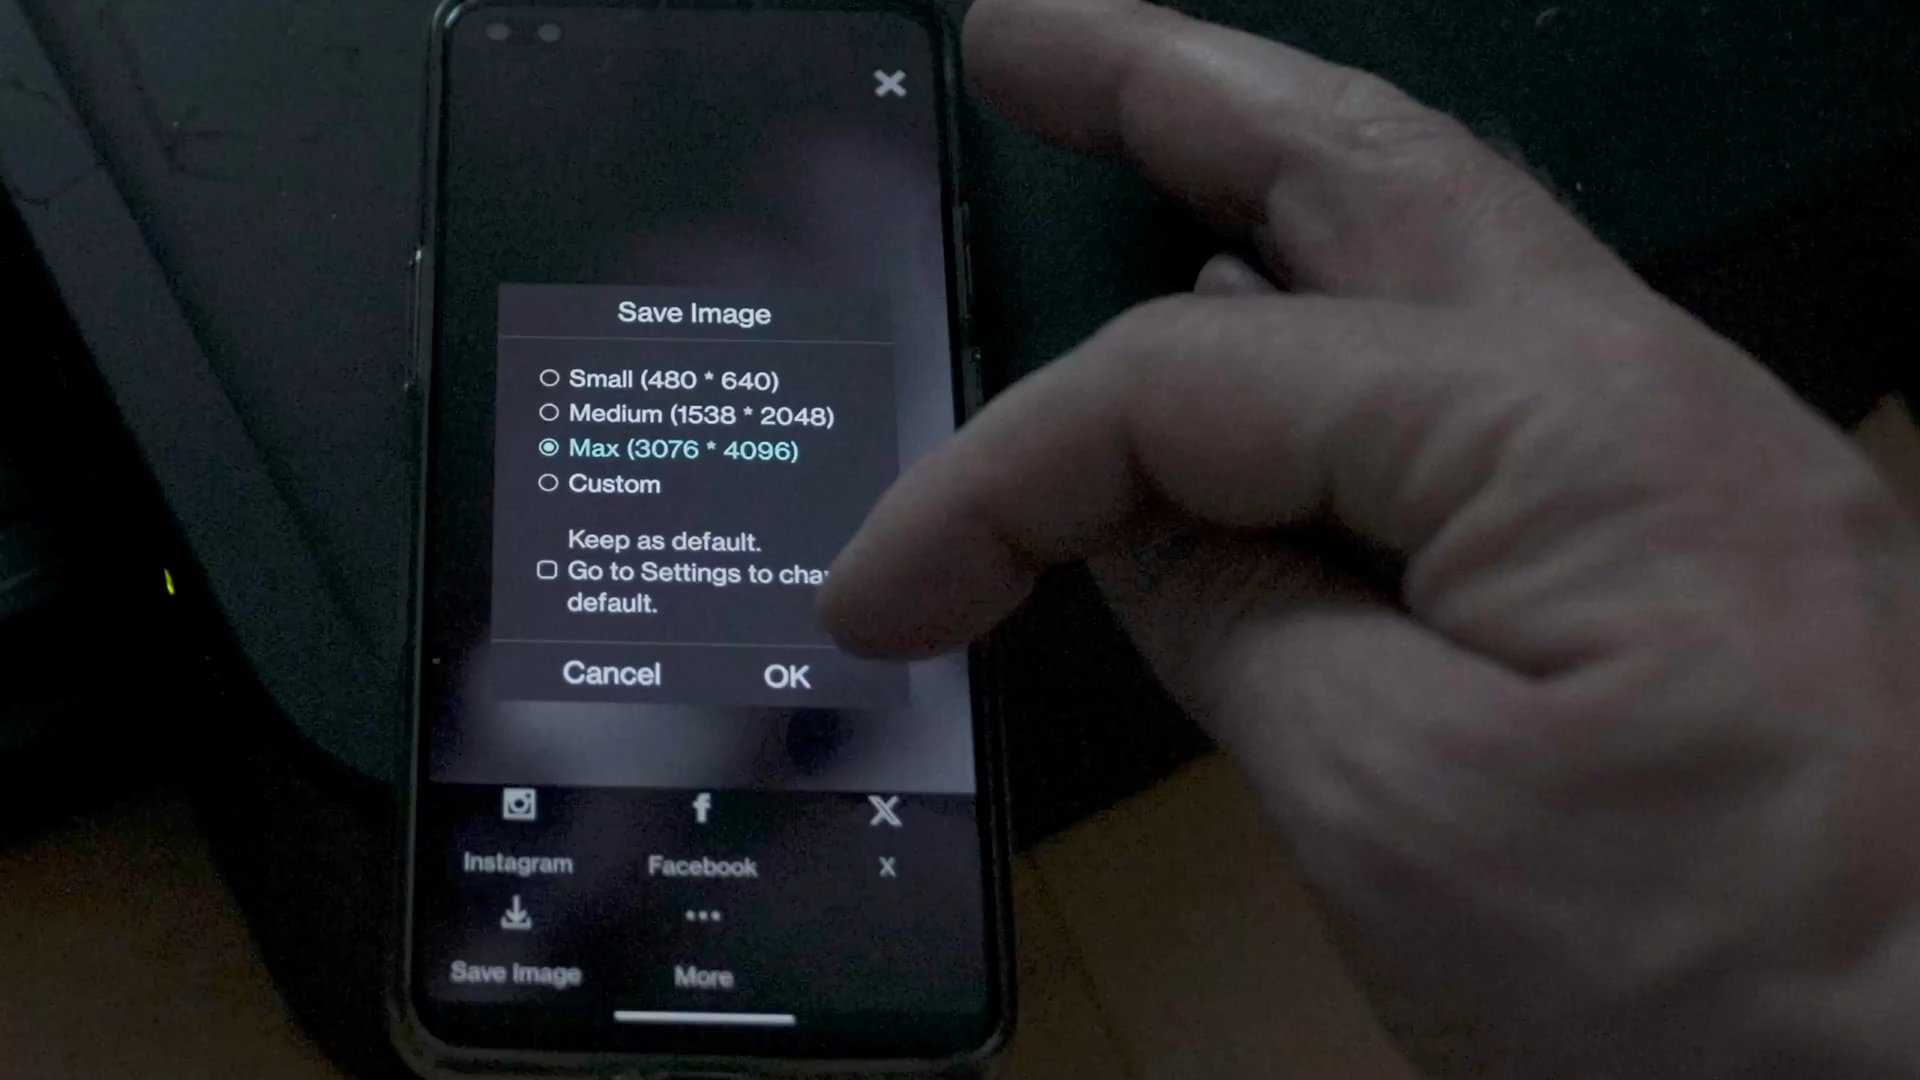 Save Image
Small (480 * 640)
Medium (1538 * 2048)
Max (3076 * 4096)
Custom
Keep as default.
Go to Settings to
default.
Cancel OK
Instagram Facebook X
Save Image More